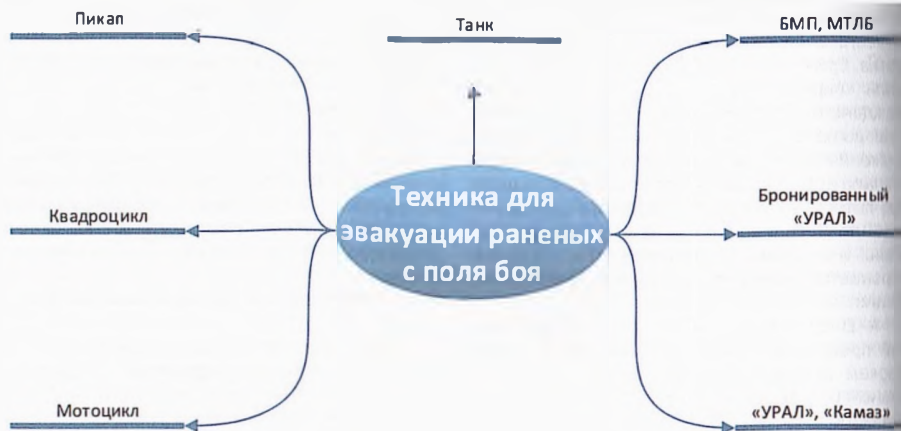 Пикап
Танк
БМП, МТЛБ
Квадроцикл
Техника для
эвакуации раненых
с поля боя
Бронированный
«УРАЛ»
Мотоцикл
«УРАЛ», «Камаз»